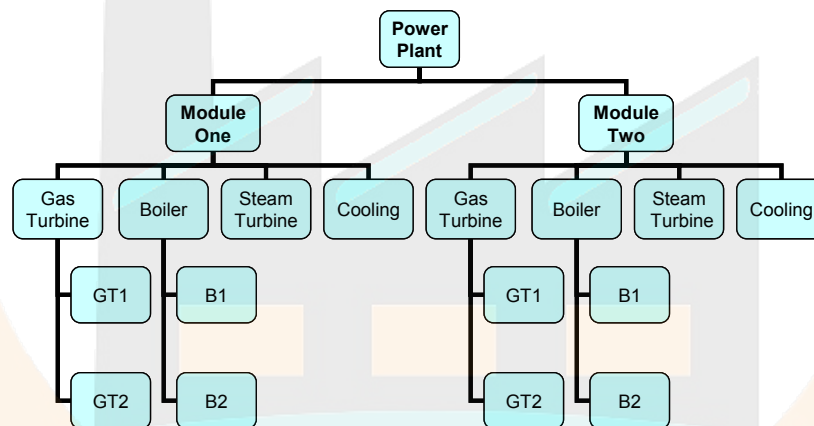 Power
Plant
Module
One
Module
Two
Gas
Turbine
Boiler
Steam
Turbine
Cooling
Gas
Turbine
Boiler
Steam
Turbine
Cooling
GT1
B1
GT1
B1
GT2
B2
GT2
B2